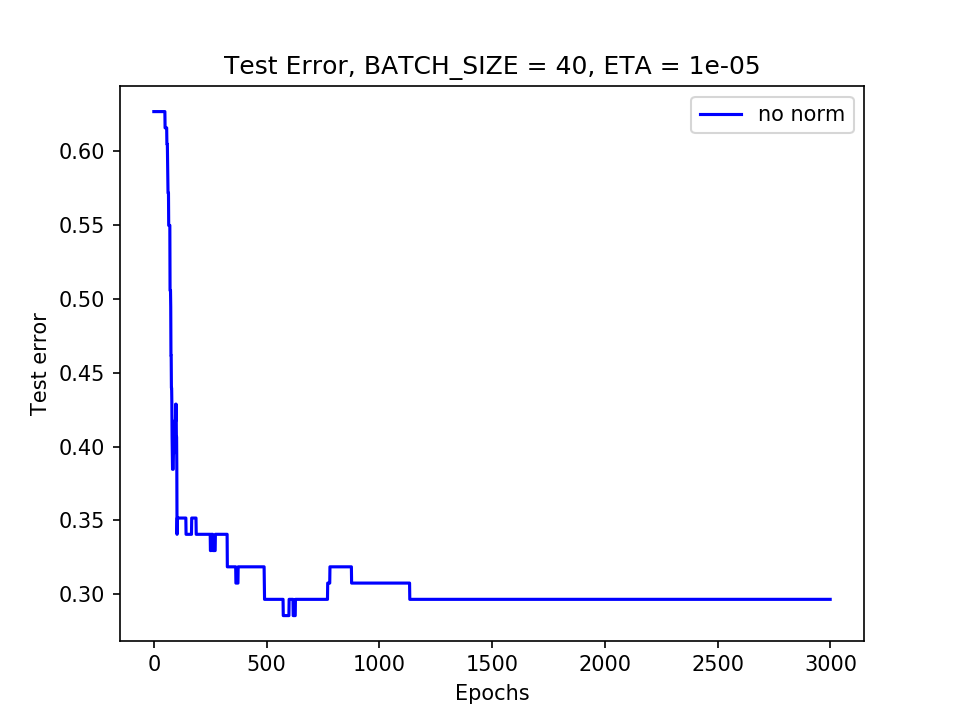 Test Error, BATCH_SIZE = 40, ETA = 1e-05
no norm
Test error
0.60
0.55
0.50
0.45
0.40
0.35
0.30
0 500 1000 1500 2000 2500 3000
Epochs